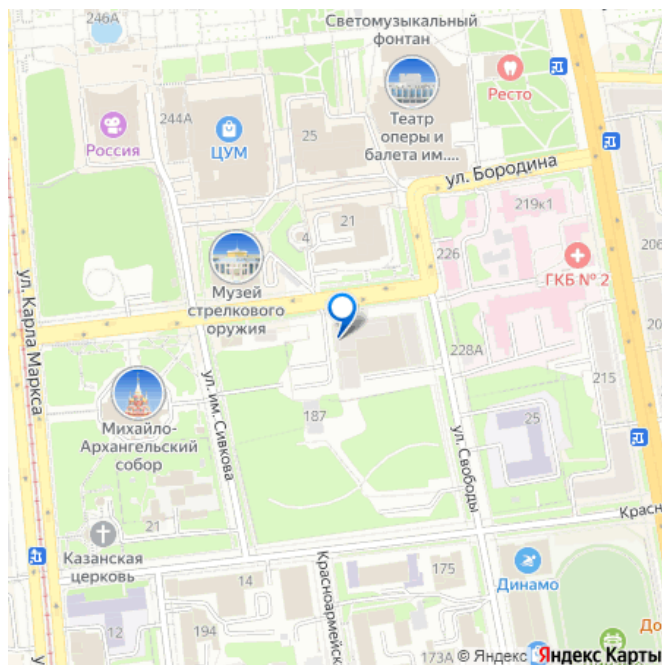 246А
Светомузыкальный
фонтан
Ресто
244А
Россия
ЦУМ
25
Театр
оперы и
балета им....
ул. Бородина
219к1
206
226
ГКБ № 2
21
4
Музей
стрелкового
оружия
20
ул. Карла Маркса
ул. им. Сивкова
228А
215
Михайло-
Архангельский
собор
187
25
ул. Свободы
21
Казанская
церковь
Красн
Красноармейск
14
175
Динамо
12
194
173А
До
© Яндекс
Яндекс Карты